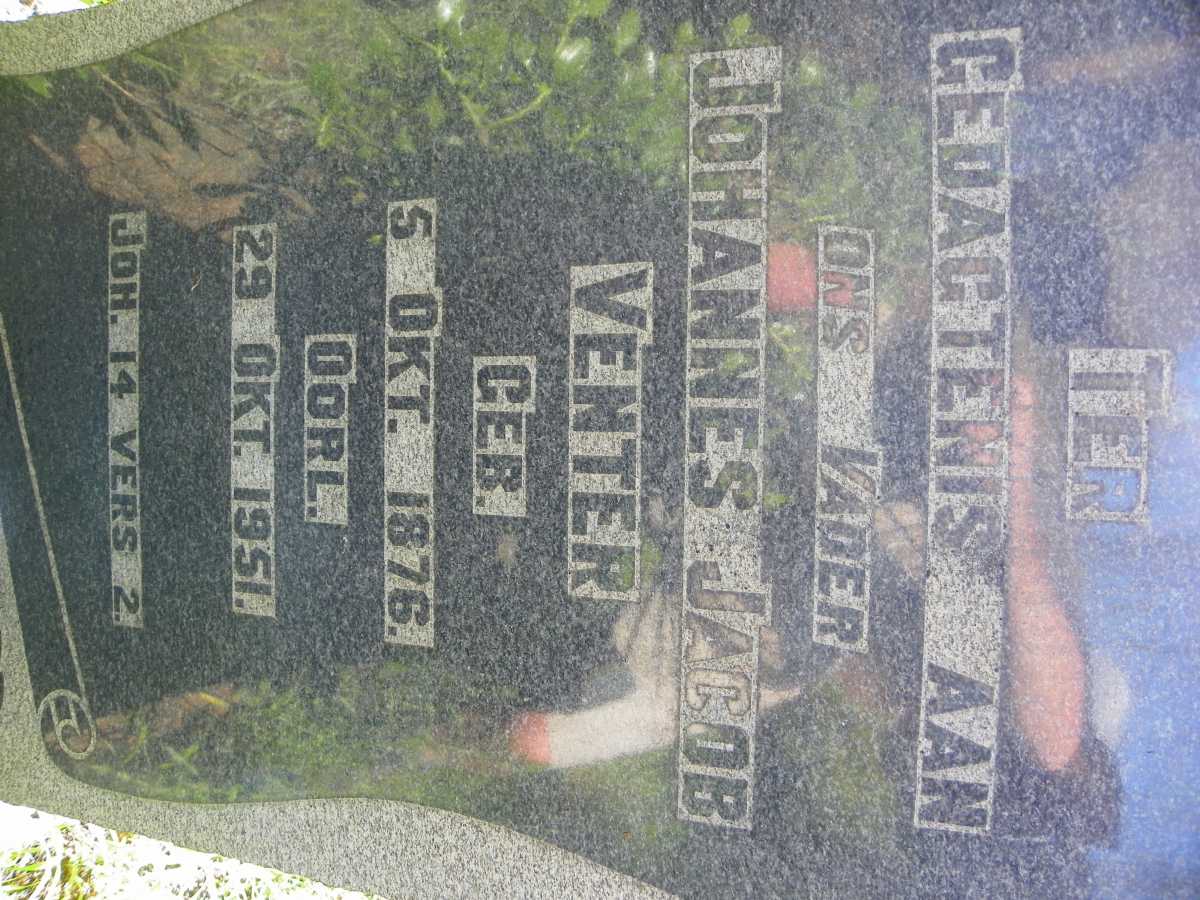 TER
GEDAGTENIS AAN
ONS VADER
JOHANNES JACOB
VENTER
GEB.
5 OKT. 1876.
OORL.
29 OKT. 1951.
JOH. 14 VERS 2